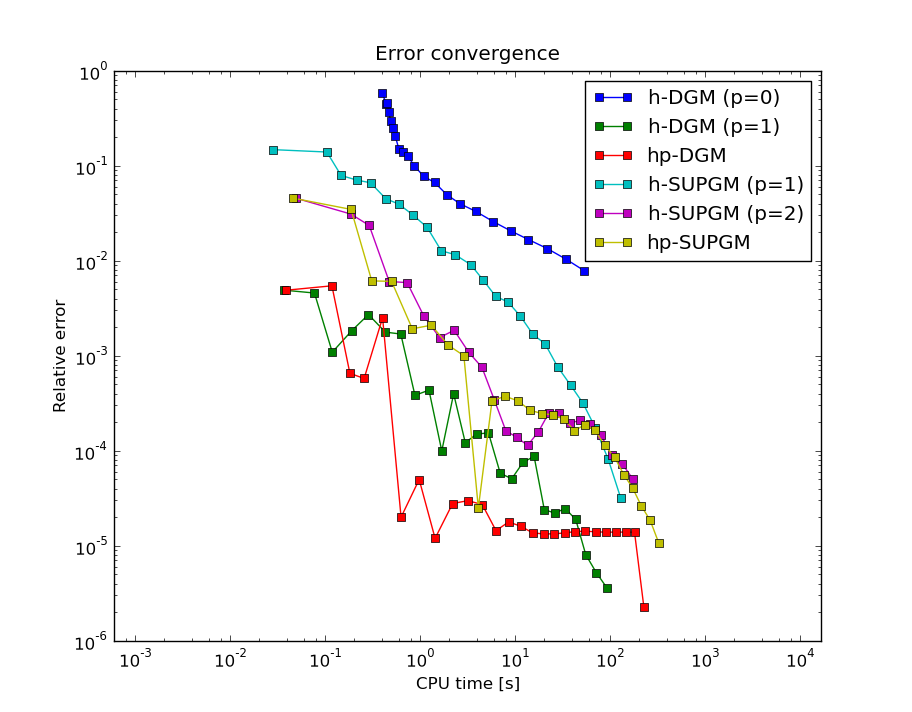 Error convergence
10^0
10^-1
10^-2
10^-3
10^-4
10^-5
10^-6
Relative error
h-DGM (p=0)
h-DGM (p=1)
hp-DGM
h-SUPGM (p=1)
h-SUPGM (p=2)
hp-SUPGM
10^-3 10^-2 10^-1 10^0 10^1 10^2 10^3 10^4
CPU time [s]